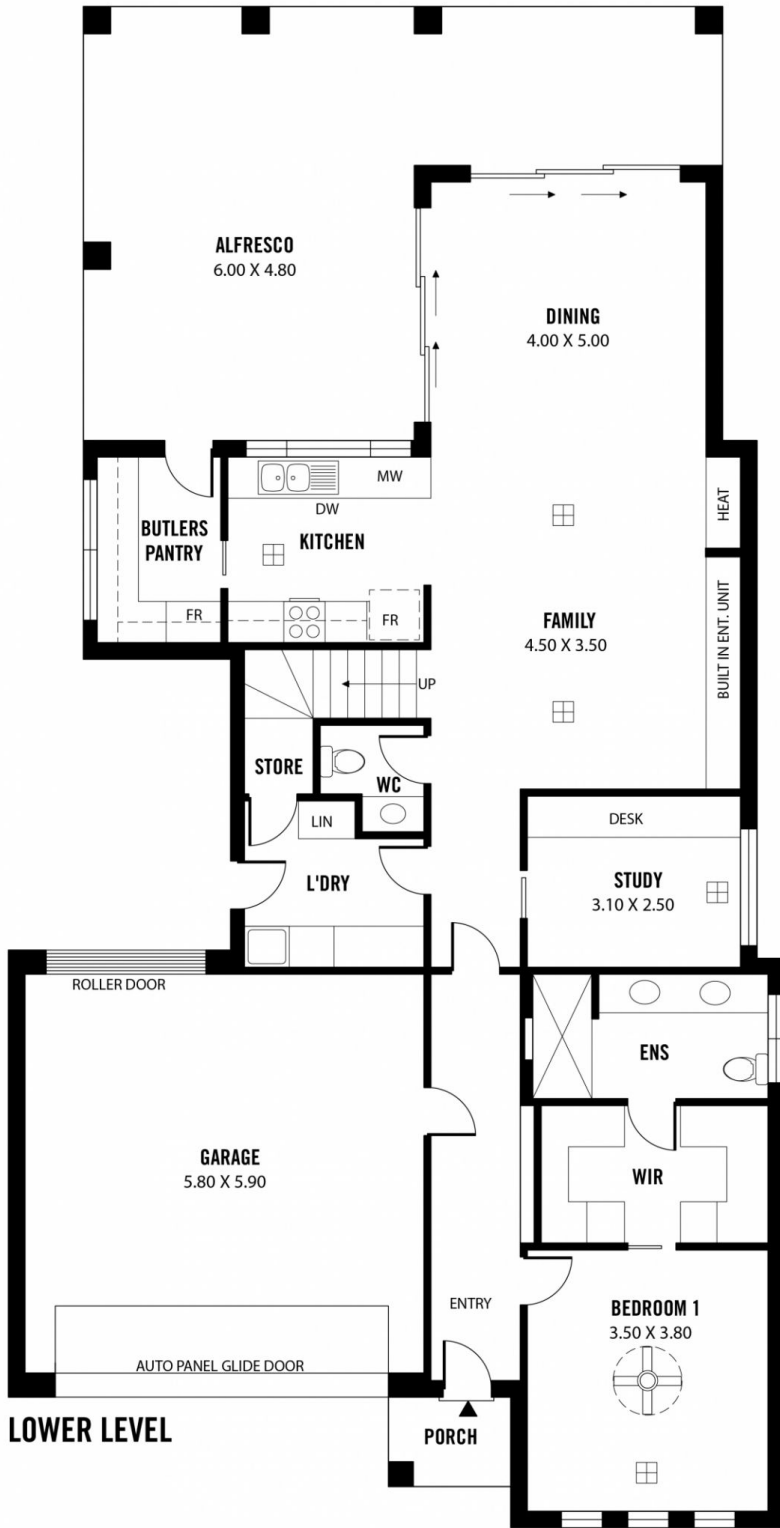 ALFRESCO
6.00 X 4.80
DINING
4.00 X 5.00
MW
DW
BUTLERS
PANTRY
KITCHEN
HEAT
FR
FR
FAMILY
4.50 X 3.50
BUILT IN ENT. UNIT
UP
STORE
WC
LIN
DESK
L'DRY
STUDY
3.10 X 2.50
ROLLER DOOR
ENS
GARAGE
5.80 X 5.90
WIR
ENTRY
BEDROOM 1
3.50 X 3.80
AUTO PANEL GLIDE DOOR
LOWER LEVEL
PORCH